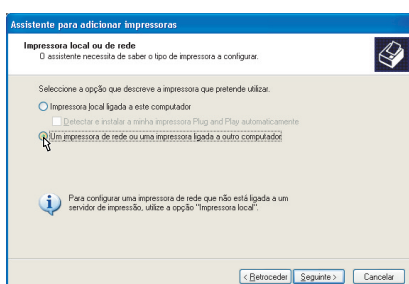 Assistente para adicionar impressoras
Impressora local ou de rede
O assistente necessita de saber o tipo de impressora a configurar.
Seleccione a opção que descreve a impressora que pretende utilizar.
Impressora local ligada a este computador
Detectar e instalar a minha impressora Plug and Play automaticamente
Um impressora de rede ou uma impressora ligada a outro computador
Para configurar uma impressora de rede que não está ligada a um
servidor de impressão, utilize a opção "Impressora local".
< Retroceder Seguinte > Cancelar